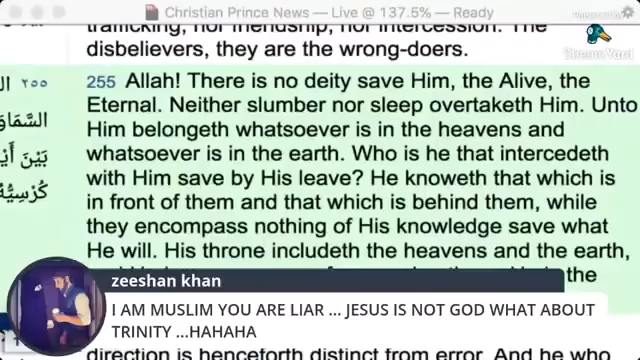 Christian Prince News — Live @ 137.5% — Ready
StreamYard
trafficking, nor friendship, nor intercession. The
disbelievers, they are the wrong-doers.
255 Allah! There is no deity save Him, the Alive, the
Eternal. Neither slumber nor sleep overtaketh Him. Unto
Him belongeth whatsoever is in the heavens and
whatsoever is in the earth. Who is he that intercedeth
with Him save by His leave? He knoweth that which is
in front of them and that which is behind them, while
they encompass nothing of His knowledge save what
He will. His throne includeth the heavens and the earth,
the
٢٥٥
كُرْسِيُّهُ
zeeshan khan
I AM MUSLIM YOU ARE LIAR ... JESUS IS NOT GOD WHAT ABOUT
TRINITY ...HAHAHA
direction is henceforth distinct from error. And he who